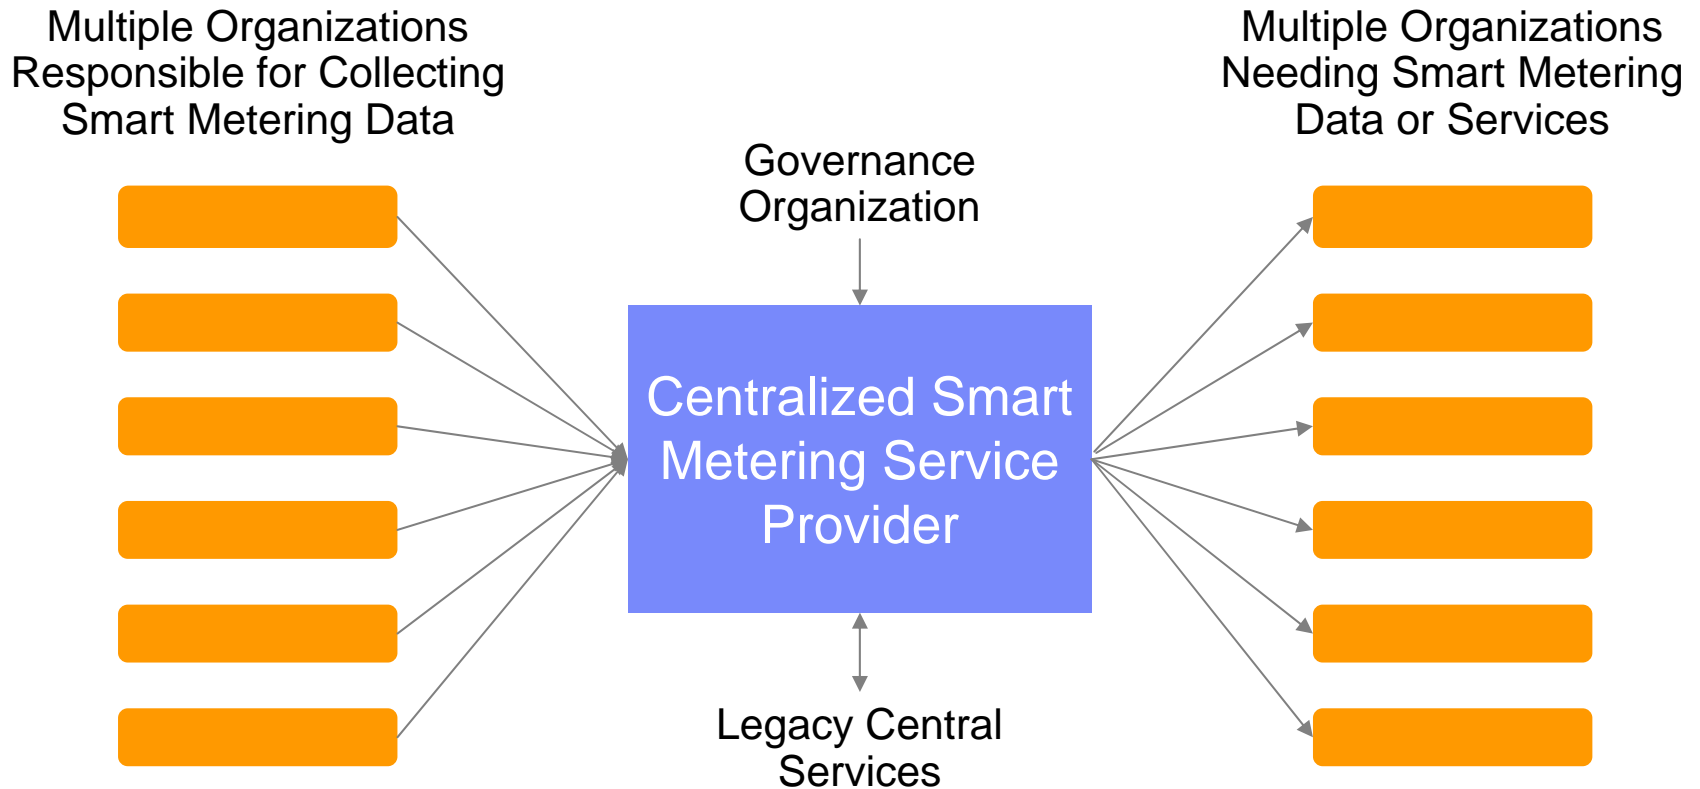 Multiple Organizations
Responsible for Collecting
Smart Metering Data
Multiple Organizations
Needing Smart Metering
Data or Services
Governance
Organization
Centralized Smart
Metering Service
Provider
Legacy Central
Services